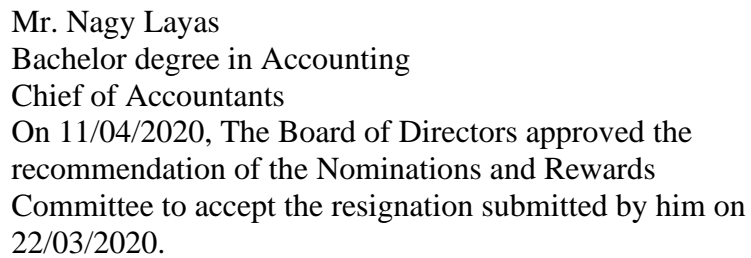 Mr. Nagy Layas
Bachelor degree in Accounting
Chief of Accountants
On 11/04/2020, The Board of Directors approved the
recommendation of the Nominations and Rewards
Committee to accept the resignation submitted by him on
22/03/2020.